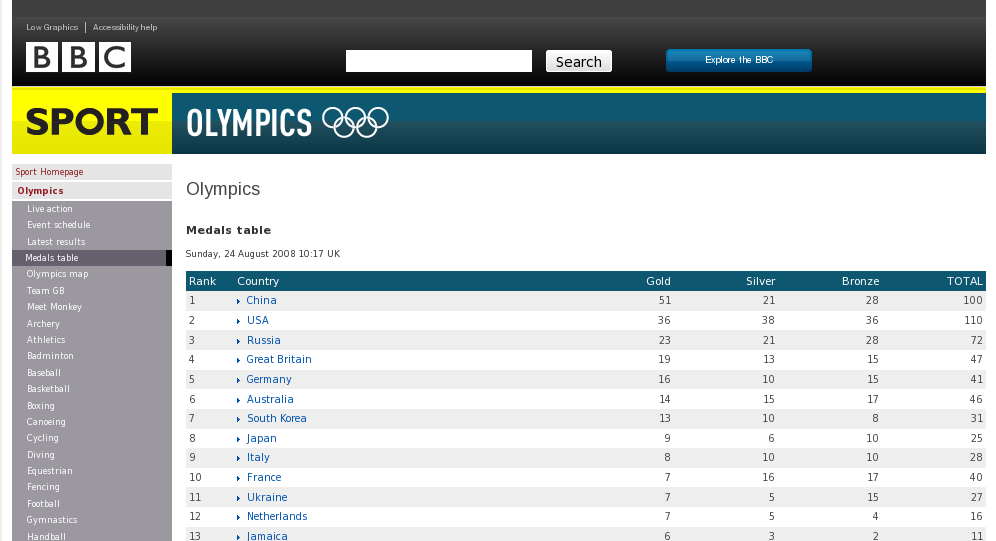 Low Graphics | Accessibility help
BBC
Search
Explore the BBC
SPORT
OLYMPICS
Sport Homepage
Olympics
Live action
Event schedule
Latest results
Medals table
Olympics map
Team GB
Meet Monkey
Archery
Athletics
Badminton
Baseball
Basketball
Boxing
Canoeing
Cycling
Diving
Equestrian
Fencing
Football
Gymnastics
Handball
Olympics
Medals table
Sunday, 24 August 2008 10:17 UK
Rank Country Gold Silver Bronze TOTAL
1 China 51 21 28 100
2 USA 36 38 36 110
3 Russia 23 21 28 72
4 Great Britain 19 13 15 47
5 Germany 16 10 15 41
6 Australia 14 15 17 46
7 South Korea 13 10 8 31
8 Japan 9 6 10 25
9 Italy 8 10 10 28
10 France 7 16 17 40
11 Ukraine 7 5 15 27
12 Netherlands 7 5 4 16
13 Jamaica 6 3 2 11